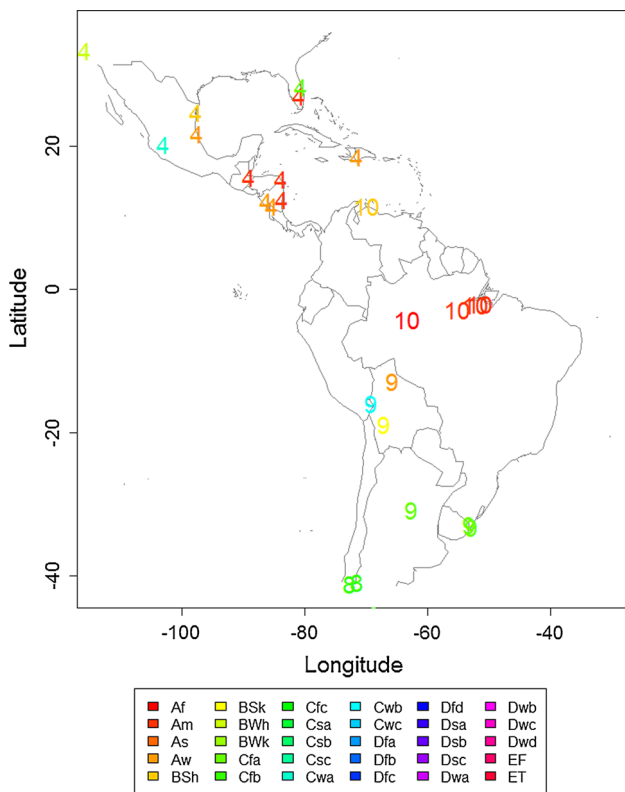 4
4
4
4
4
4
4
20
4 4
4 4 4
10
0
10 10 10 10
Latitude
9
9
9
-20
9
9 9
-40
8 8
-100 -80 -60 -40
Longitude
Af BSk Cfc Cwb Dfd Dwb
Am BWh Csa Cwc Dsa Dwc
As BWk Csb Dfa Dsb Dwd
Aw Cfa Csc Dfb Dsc EF
BSh Cfb Cwa Dfc Dwa ET